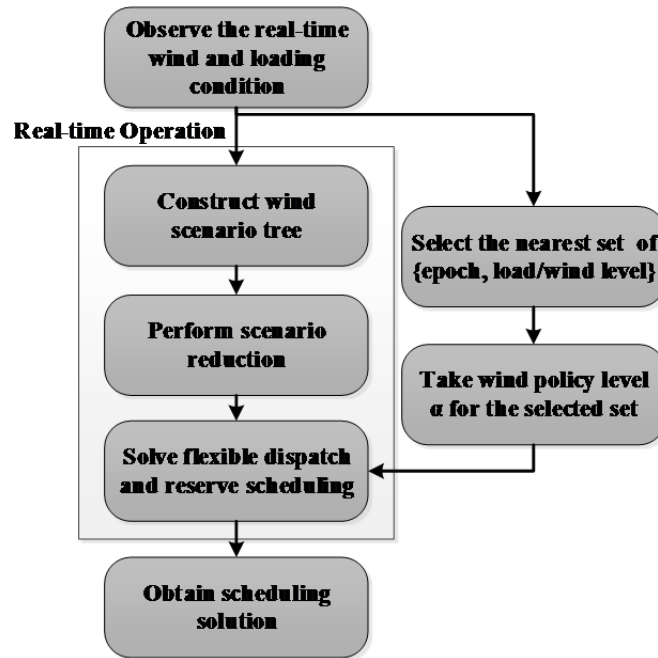 Observe the real-time
wind and loading
condition
Real-time Operation
Construct wind
scenario tree
Perform scenario
reduction
Solve flexible dispatch
and reserve scheduling
Obtain scheduling
solution
Select the nearest set of
{epoch, load/wind level}
Take wind policy level
α for the selected set